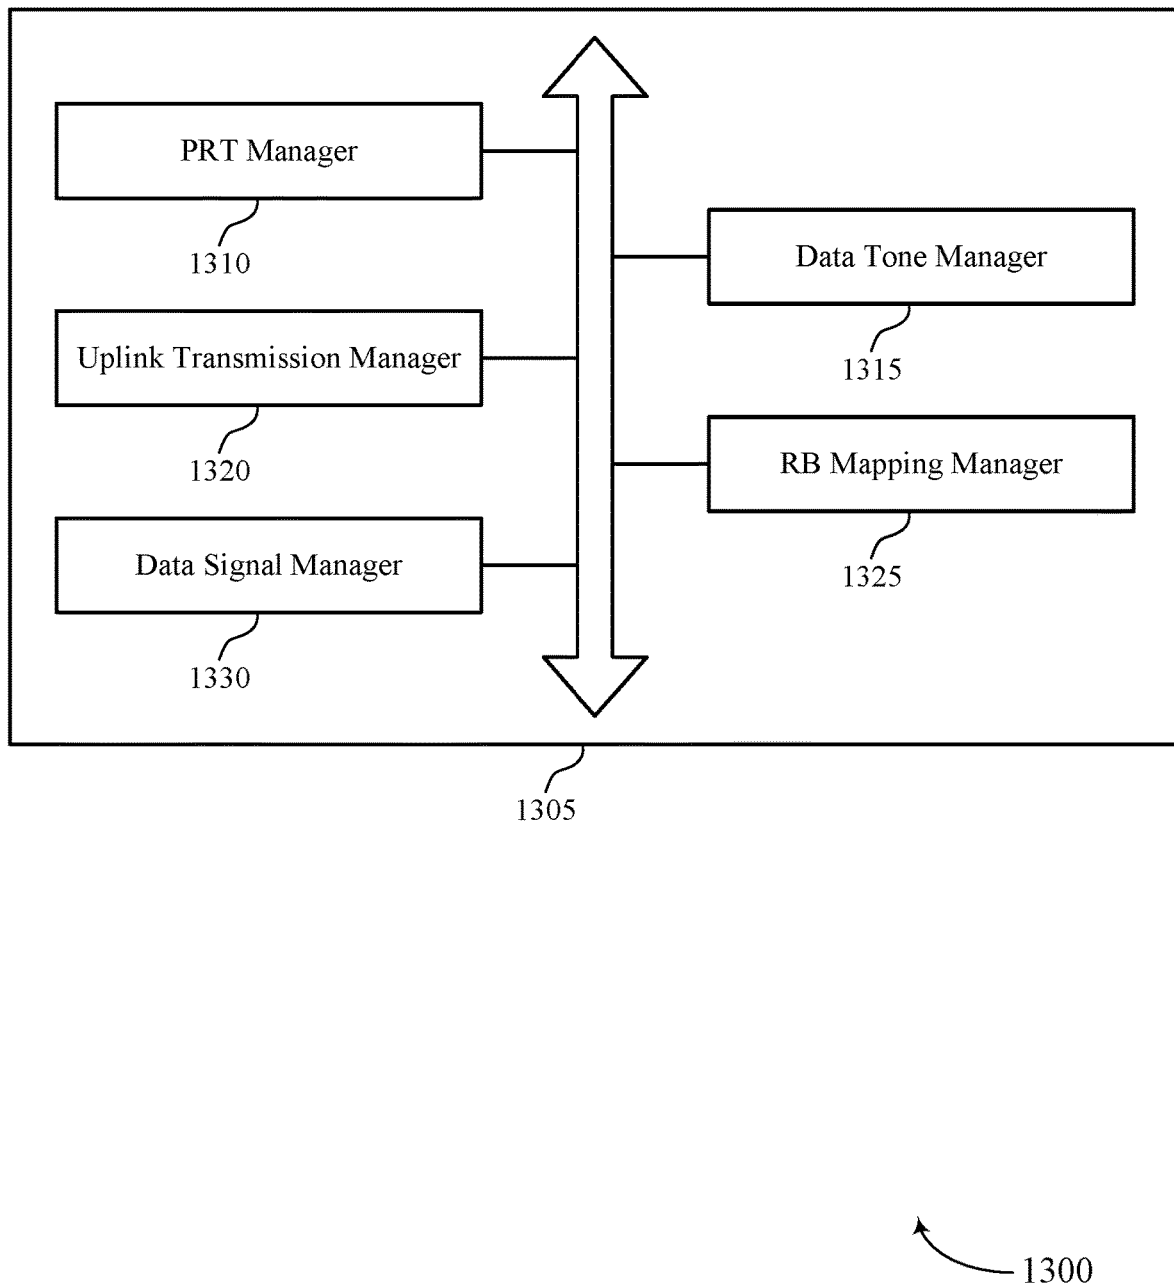 PRT Manager
1310
Data Tone Manager
1315
Uplink Transmission Manager
1320
RB Mapping Manager
1325
Data Signal Manager
1330
1305
1300